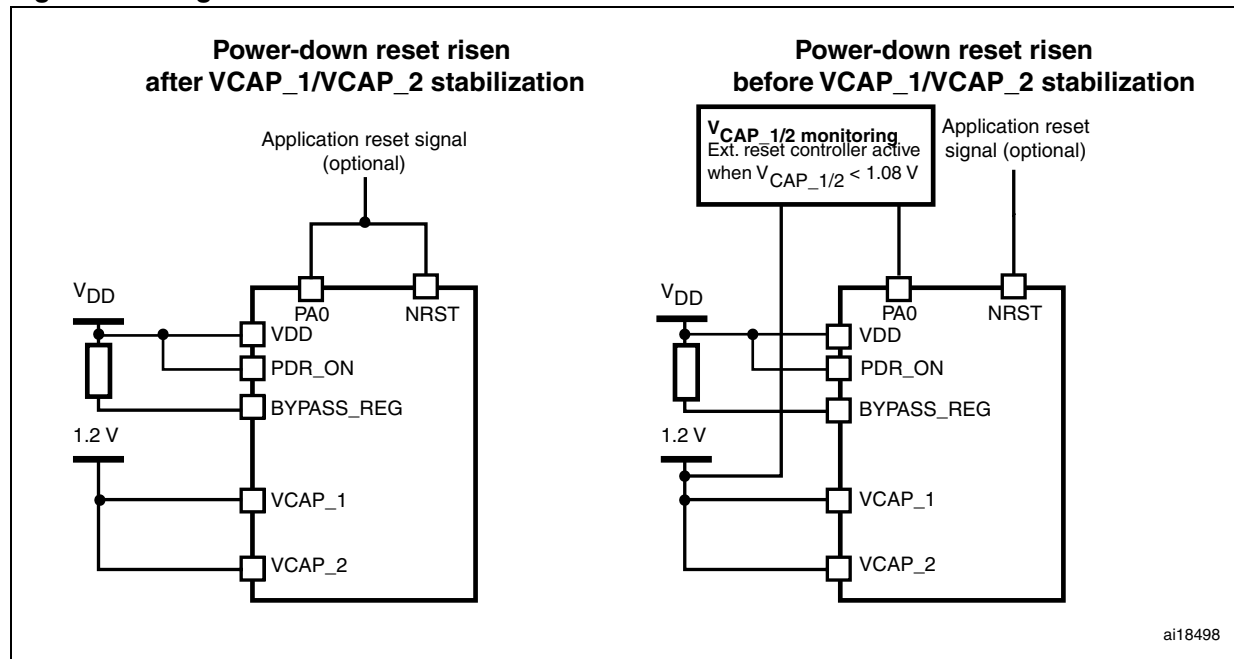 Power-down reset risen
after VCAP_1/VCAP_2 stabilization
Application reset signal
(optional)
VDD
PA0
NRST
VDD
PDR_ON
BYPASS_REG
1.2 V
VCAP_1
VCAP_2
Power-down reset risen
before VCAP_1/VCAP_2 stabilization
VCAP_1/2 monitoring
Ext. reset controller active
when VCAP_1/2 < 1.08 V
Application reset
signal (optional)
VDD
PA0
NRST
VDD
PDR_ON
BYPASS_REG
1.2 V
VCAP_1
VCAP_2
ai18498